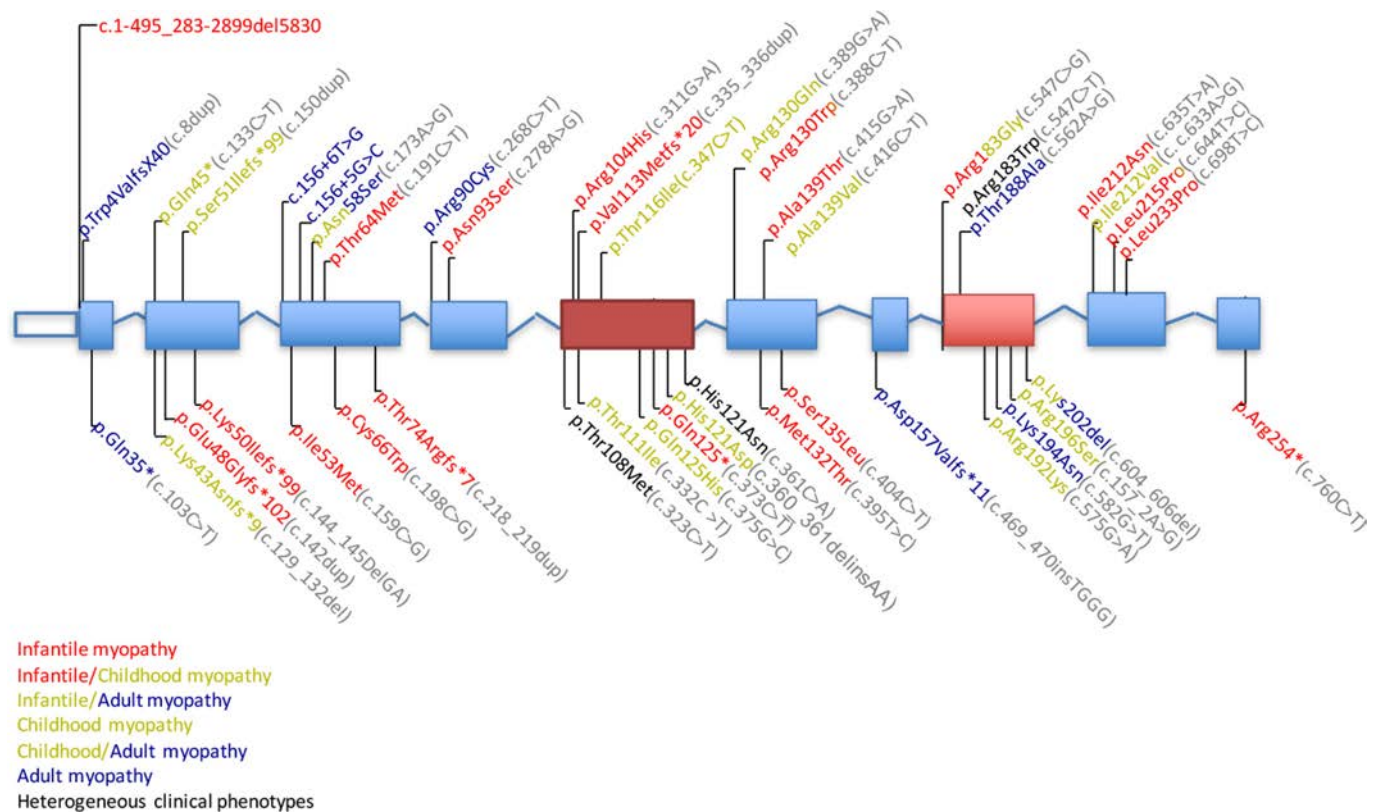 c.1-495_283-2899del5830
p.Trp4ValfsX40(c.8dup)
p.Gln45*(c.133C>T)
p.Ser51Ilefs*99(c.150dup)
c.156+6T>G
c.156+5G>C
p.Asn58Ser(c.173A>G)
p.Thr64Met(c.191C>T)
p.Arg90Cys(c.268C>T)
p.Asn93Ser(c.278A>G)
p.Arg104His(c.311G>A)
p.Val113Metfs*20(c.335_336dup)
p.Thr116Ile(c.347C>T)
p.Arg130Gln(c.389G>A)
p.Arg130Trp(c.388C>T)
p.Ala139Thr(c.415G>A)
p.Ala139Val(c.416C>T)
p.Arg183Gly(c.547C>G)
p.Arg183Trp(c.547C>T)
p.Thr188Ala(c.562A>G)
p.Ile212Asn(c.635T>A)
p.Ile212Val(c.633A>G)
p.Leu215Pro(c.644T>C)
p.Leu233Pro(c.698T>C)
p.Gln35*(c.103C>T)
p.Lys43Asnfs*9(c.129_132del)
p.Glu48Glyfs*102(c.142dup)
p.Lys50Ilefs*99(c.144_145DelGA)
p.Ile53Met(c.159C>G)
p.Cys66Trp(c.198C>G)
p.Thr74Argfs*7(c.218_219dup)
p.Thr108Met(c.323C>T)
p.Thr111Ile(c.332C >T)
p.Gln125His(c.375G>C)
p.Gln125*(c.373C>T)
p.His121Asp(c.360_361delinsAA)
p.His121Asn(c.361C>A)
p.Met132Thr(c.395T>C)
p.Ser135Leu(c.404C>T)
p.Asp157Valfs*11(c.469_470insTGGG)
p.Arg192Lys(c.575G>A)
p.Lys194Asn(c.582G>T)
p.Arg196Ser(c.157_2A>G)
p.Lys202del(c.604_606del)
p.Arg254*(c.760C>T)
Infantile myopathy
Infantile/Childhood myopathy
Infantile/Adult myopathy
Childhood myopathy
Childhood/Adult myopathy
Adult myopathy
Heterogeneous clinical phenotypes